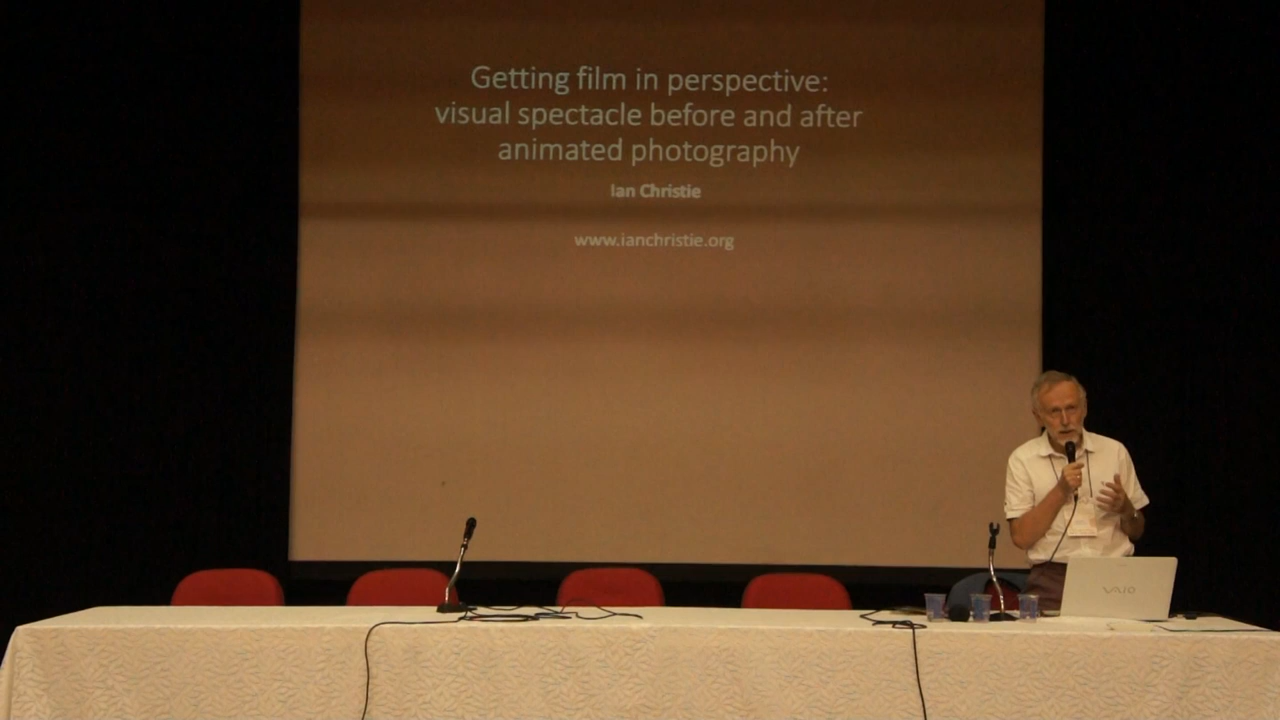 Getting film in perspective:
visual spectacle before and after
animated photography
Ian Christie
www.ianchristie.org
VAIO